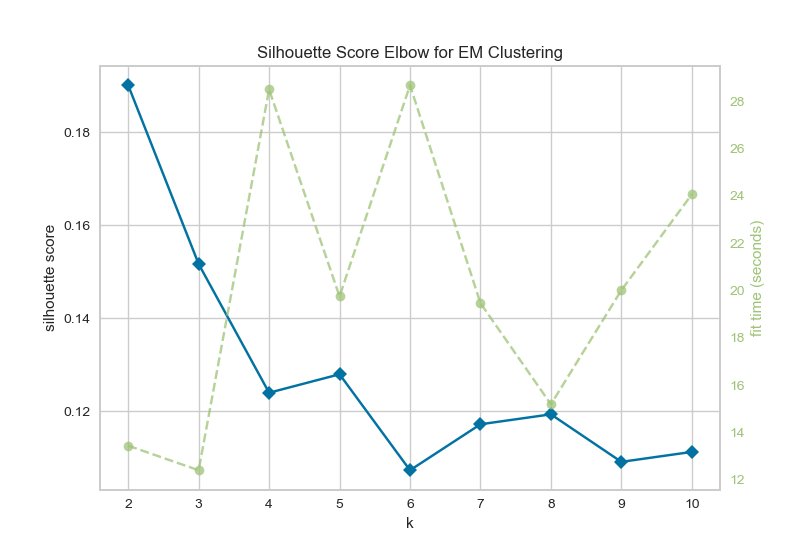 Silhouette Score Elbow for EM Clustering
silhouette score
0.18
0.16
0.14
0.12
2 3 4 5 6 7 8 9 10
k
28
26
24
22
20
18
16
14
12
fit time (seconds)